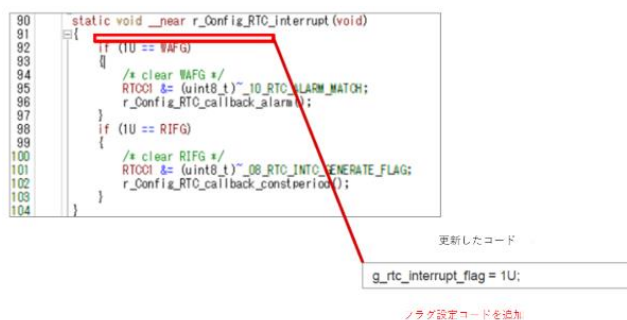 90 static void __near r_Config_RTC_interrupt(void)
91 {
92 if (1U == WAFG)
93 {
94 /* clear WAFG */
95 RTCC1 &= (uint8_t)~_10_RTC_ALARM_MATCH;
96 r_Config_RTC_callback_alarm();
97 }
98 if (1U == RIFG)
99 {
100 /* clear RIFG */
101 RTCC1 &= (uint8_t)~_08_RTC_INTC_GENERATE_FLAG;
102 r_Config_RTC_callback_constperiod();
103 }
104 }
更新したコード
g_rtc_interrupt_flag = 1U;
フラグ設定コードを追加